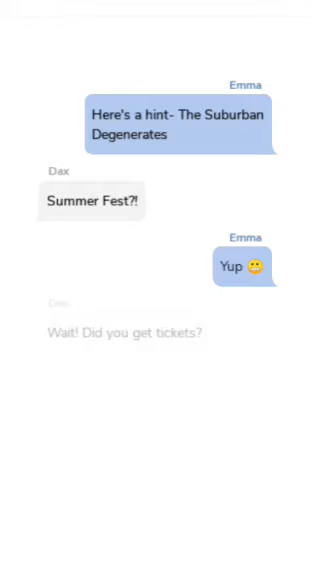 Emma
Here's a hint- The Suburban
Degenerates
Dax
Summer Fest?!
Emma
Yup 😬
Dax
Wait! Did you get tickets?